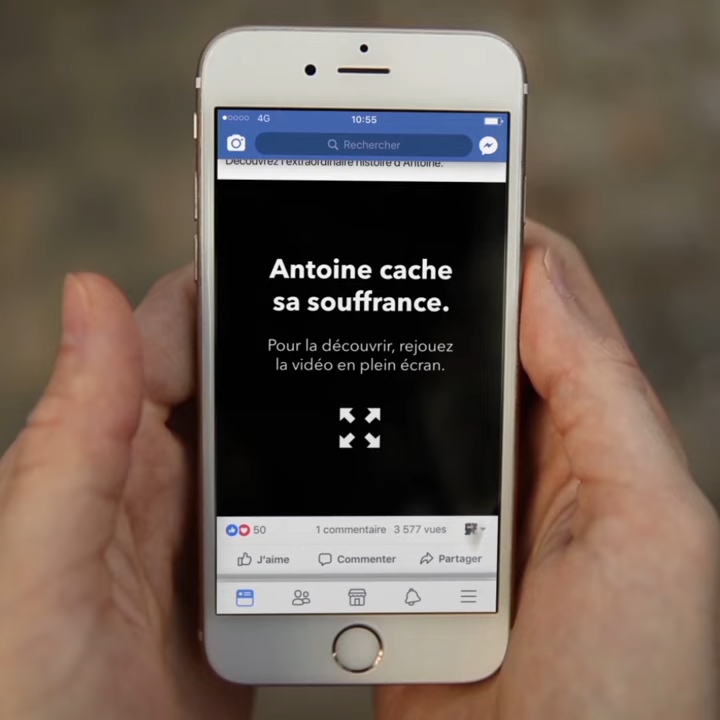 4G 10:55
Rechercher
Découvrez l'extraordinaire histoire d'Antoine.
Antoine cache
sa souffrance.
Pour la découvrir, rejouez
la vidéo en plein écran.
50 1 commentaire 3 577 vues
J'aime Commenter Partager